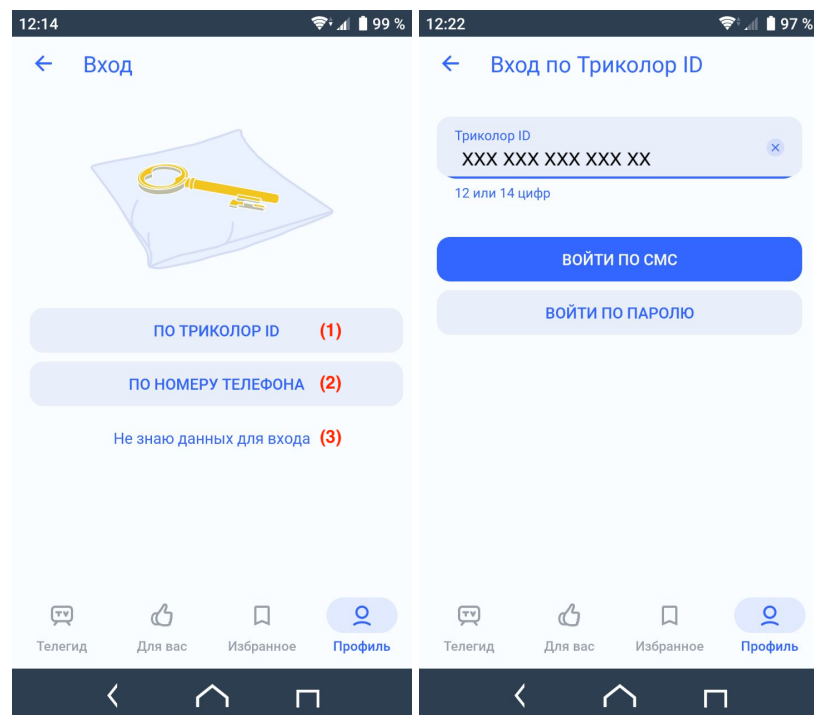 12:14
99 %
Вход
ПО ТРИКОЛОР ID (1)
ПО НОМЕРУ ТЕЛЕФОНА (2)
Не знаю данных для входа (3)
TV
Телегид Для вас Избранное Профиль
12:22
97 %
Вход по Триколор ID
Триколор ID
XXX XXX XXX XXX XX
12 или 14 цифр
ВОЙТИ ПО СМС
ВОЙТИ ПО ПАРОЛЮ
TV
Телегид Для вас Избранное Профиль